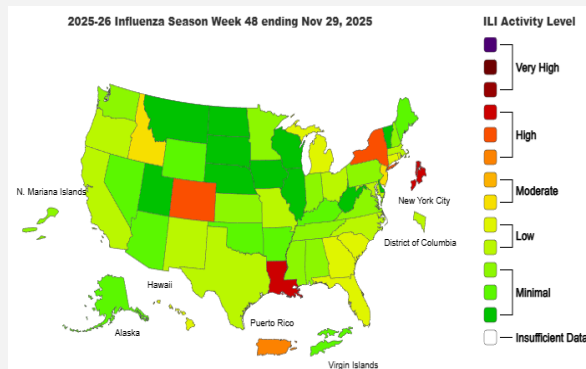 2025-26 Influenza Season Week 48 ending Nov 29, 2025
ILI Activity Level
Very High
High
Moderate
Low
Minimal
Insufficient Data
N. Mariana Islands
New York City
District of Columbia
Hawaii
Alaska
Puerto Rico
Virgin Islands